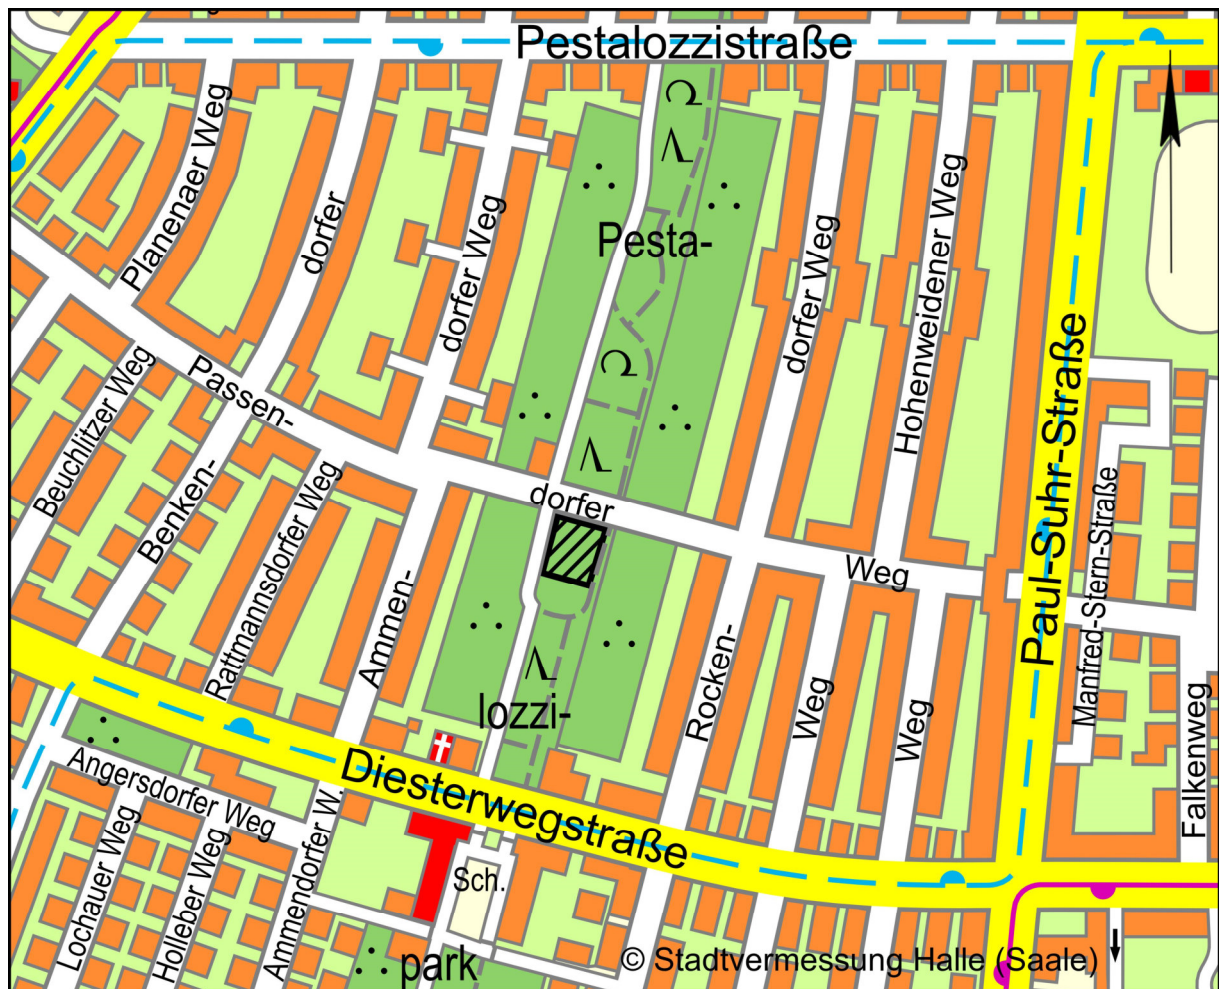 Pestalozzistraße
Planenaer Weg
dorfer
dorfer Weg
Pesta-
dorfer Weg
Hohenweidener Weg
Paul-Suhr-Straße
Beuchlitzer Weg
Passen-
Benken-
Rattmannsdorfer Weg
Ammen-
dorfer
Weg
Manfred-Stern-Straße
Rocken-
Weg
Weg
Falkenweg
lozzi-
Diesterwegstraße
Angersdorfer Weg
Lochauer Weg
Holleber Weg
Ammendorfer W.
Sch.
park
© Stadtvermessung Halle (Saale)